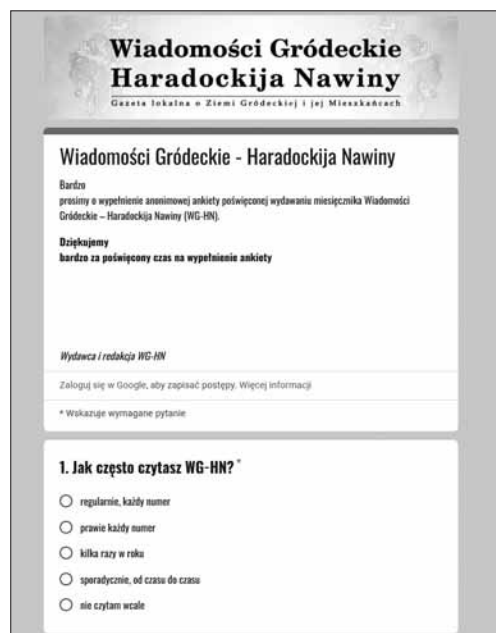 Wiadomości Gródeckie
Haradockija Nawiny
Gazeta lokalna o Ziemi Gródeckiej i jej Mieszkańcach
Wiadomości Gródeckie - Haradockija Nawiny
Bardzo
prosimy o wypełnienie anonimowej ankiety poświęconej wydawaniu miesięcznika Wiadomości
Gródeckie – Haradockija Nawiny (WG-HN).
Dziękujemy
bardzo za poświęcony czas na wypełnienie ankiety
Wydawca i redakcja WG-HN
Zaloguj się w Google, aby zapisać postępy. Więcej informacji
* Wskazuje wymagane pytanie
1. Jak często czytasz WG-HN? *
regularnie, każdy numer
prawie każdy numer
kilka razy w roku
sporadycznie, od czasu do czasu
nie czytam wcale